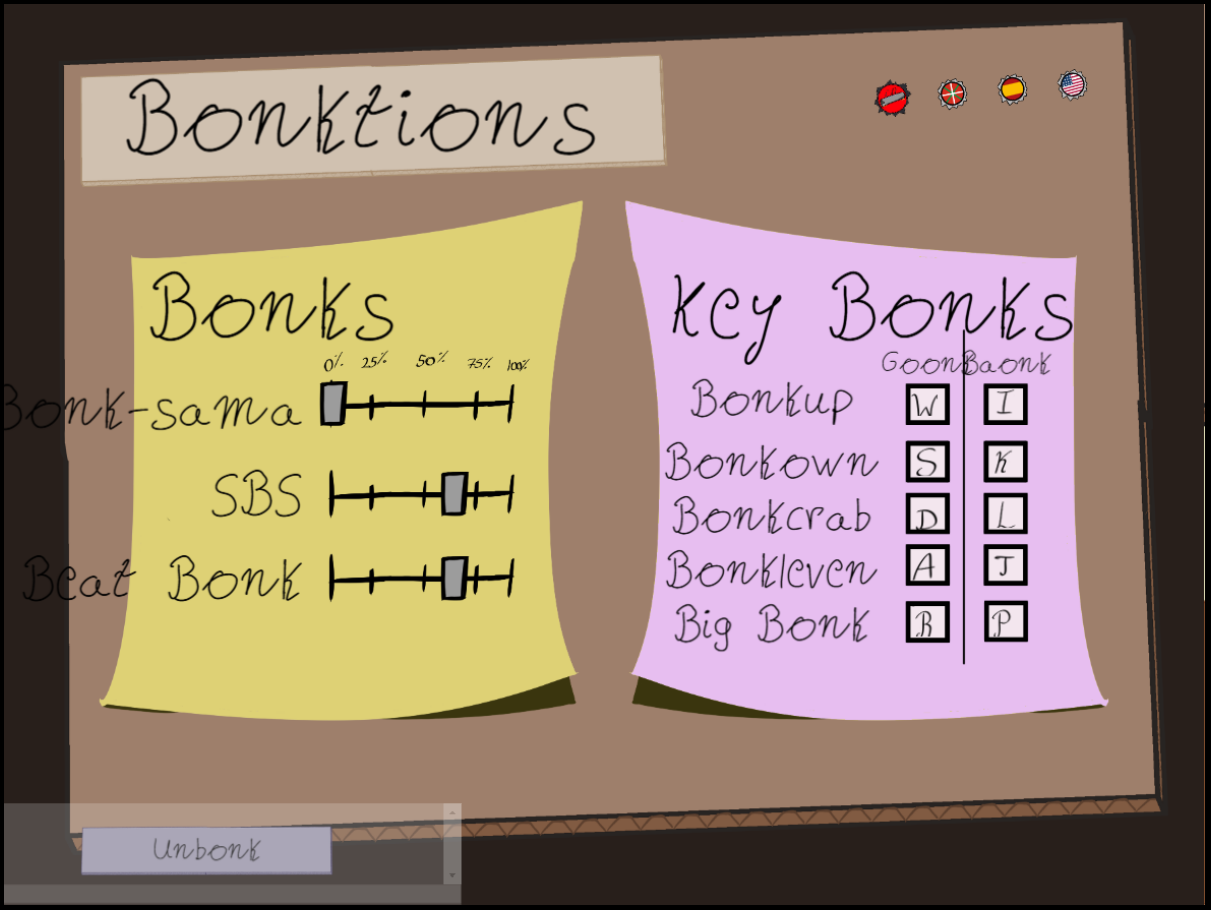 Bonktions
Bonks
0% 25% 50% 75% 100%
Bonk-sama
SBS
Beat Bonk
Key Bonks
Goonk Baonk
Bonkup W I
Bonkown S K
Bonkcrab D L
Bonkleven A J
Big Bonk R P
Unbonk